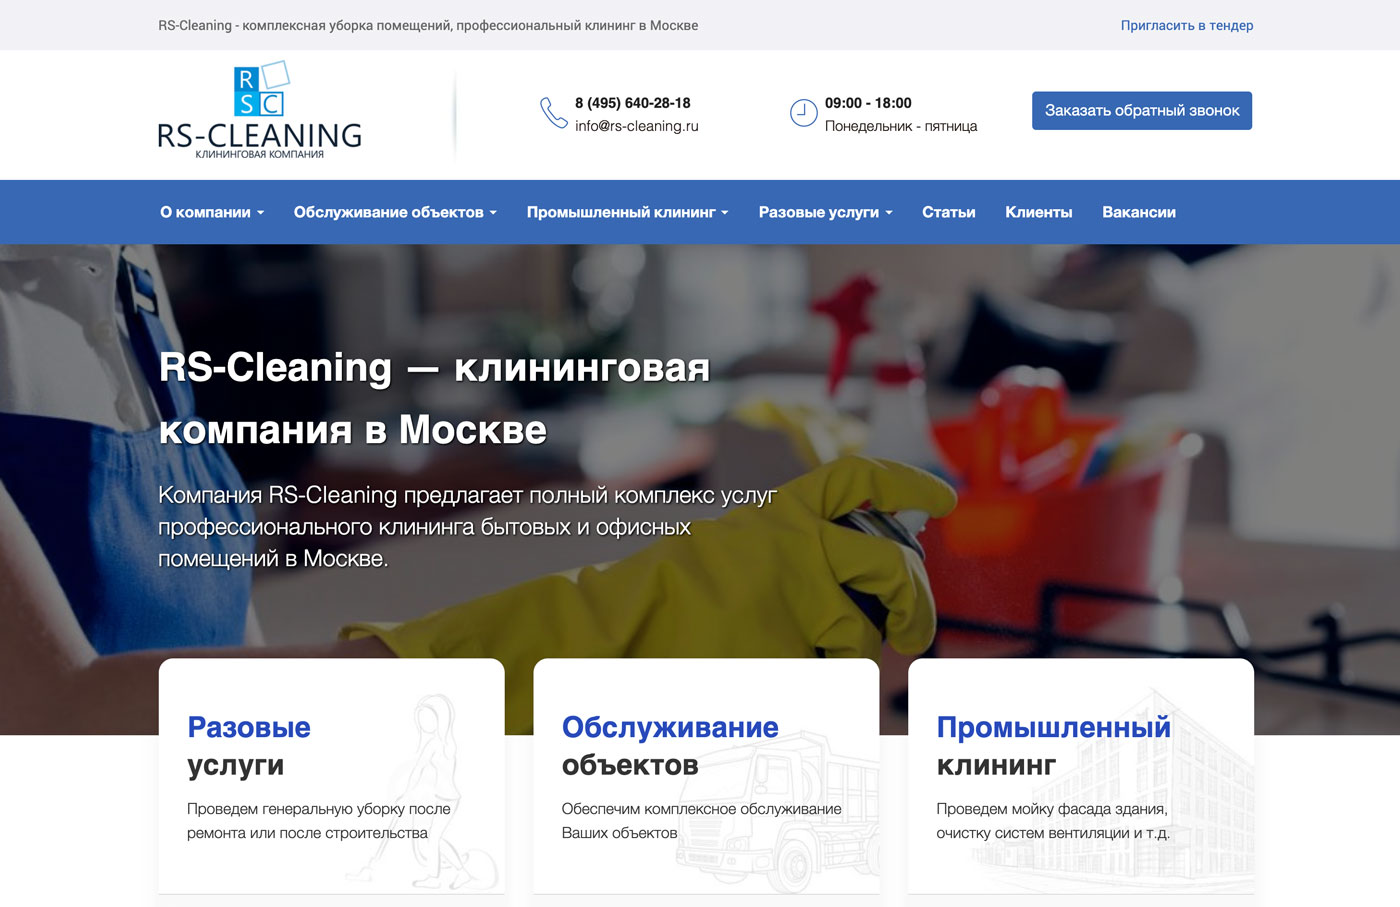 RS-Cleaning - комплексная уборка помещений, профессиональный клининг в Москве
Пригласить в тендер
R
S C
RS-CLEANING
КЛИНИНГОВАЯ КОМПАНИЯ
8 (495) 640-28-18
info@rs-cleaning.ru
09:00 - 18:00
Понедельник - пятница
Заказать обратный звонок
О компании
Обслуживание объектов
Промышленный клининг
Разовые услуги
Статьи
Клиенты
Вакансии
RS-Cleaning — клининговая
компания в Москве
Компания RS-Cleaning предлагает полный комплекс услуг
профессионального клининга бытовых и офисных
помещений в Москве.
Разовые
услуги
Проведем генеральную уборку после
ремонта или после строительства
Обслуживание
объектов
Обеспечим комплексное обслуживание
Ваших объектов
Промышленный
клининг
Проведем мойку фасада здания,
очистку систем вентиляции и т.д.